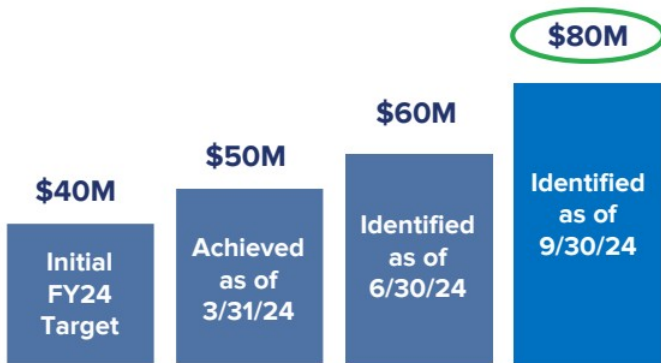 $40M
Initial
FY24
Target
$50M
Achieved
as of
3/31/24
$60M
Identified
as of
6/30/24
$80M
Identified
as of
9/30/24